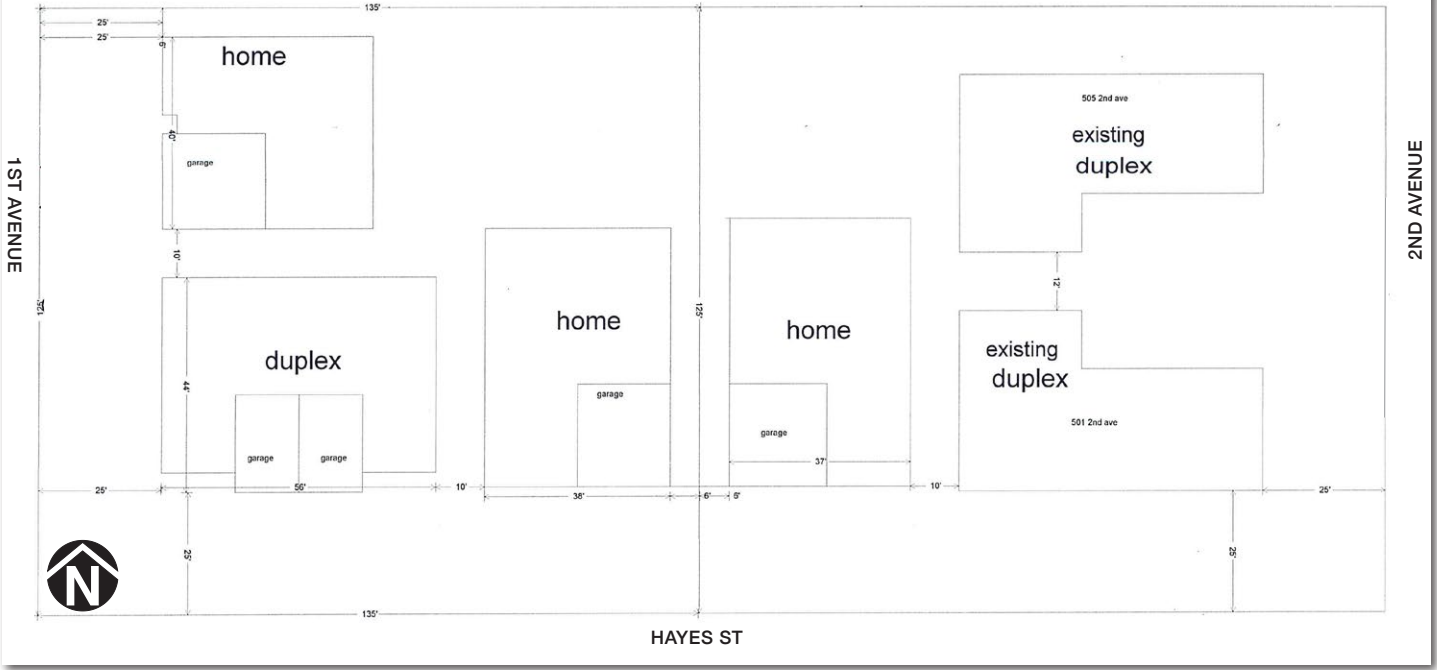 135'
25'
25'
5'
home
40'
garage
10'
1ST AVENUE
125'
duplex
44'
garage
garage
25'
56'
10'
38'
6'
6'
25'
135'
home
garage
125'
home
garage
37'
10'
505 2nd ave
existing
duplex
12'
existing
duplex
501 2nd ave
25'
25'
2ND AVENUE
N
HAYES ST